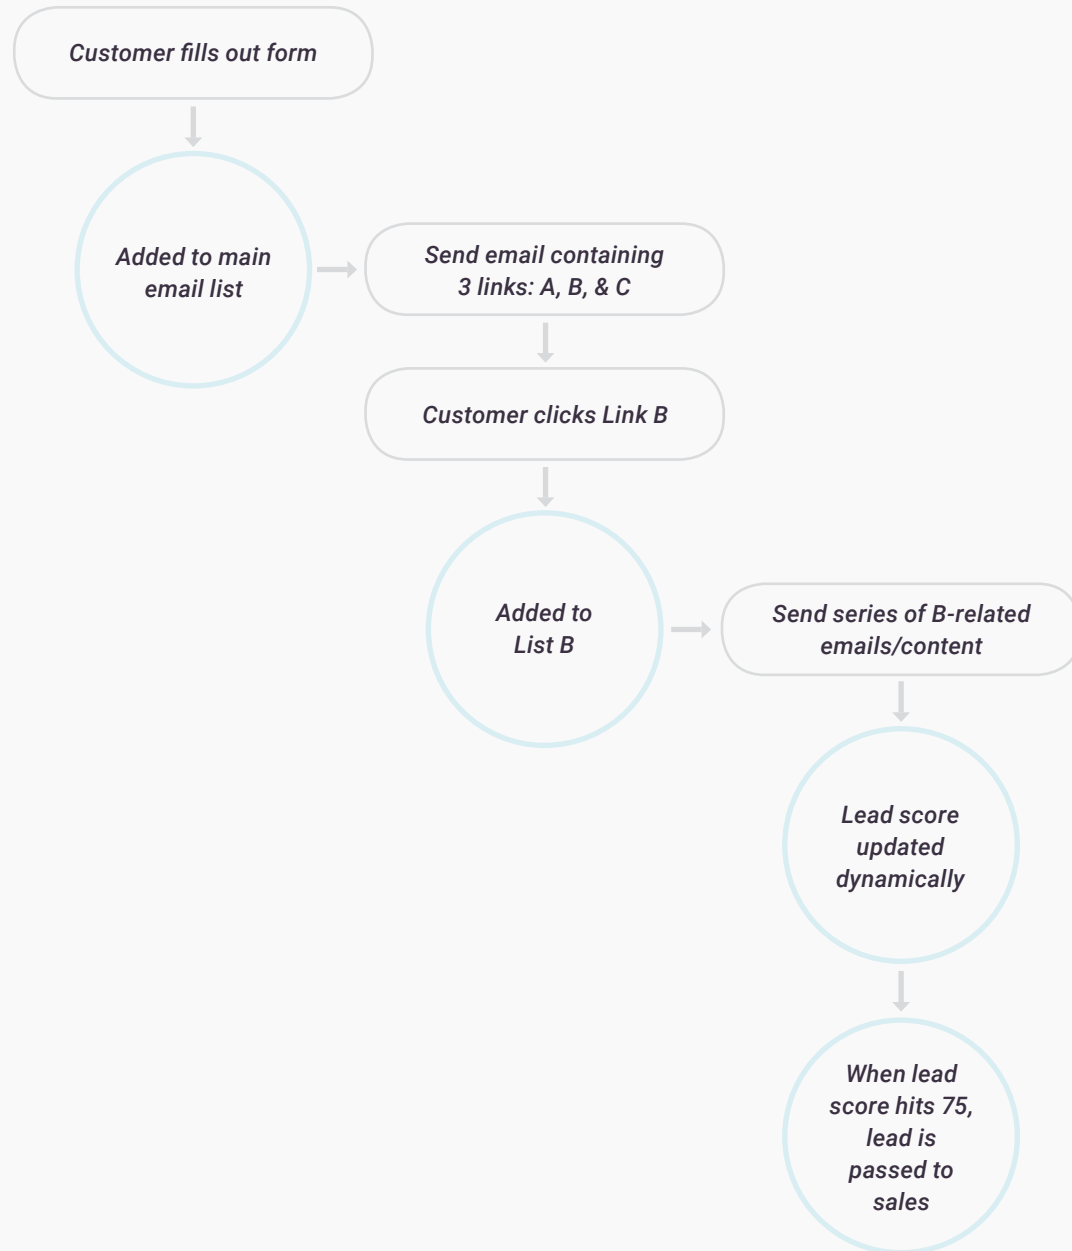 Customer fills out form
Added to main
email list
Send email containing
3 links: A, B, & C
Customer clicks Link B
Added to
List B
Send series of B-related
emails/content
Lead score
updated
dynamically
When lead
score hits 75,
lead is
passed to
sales